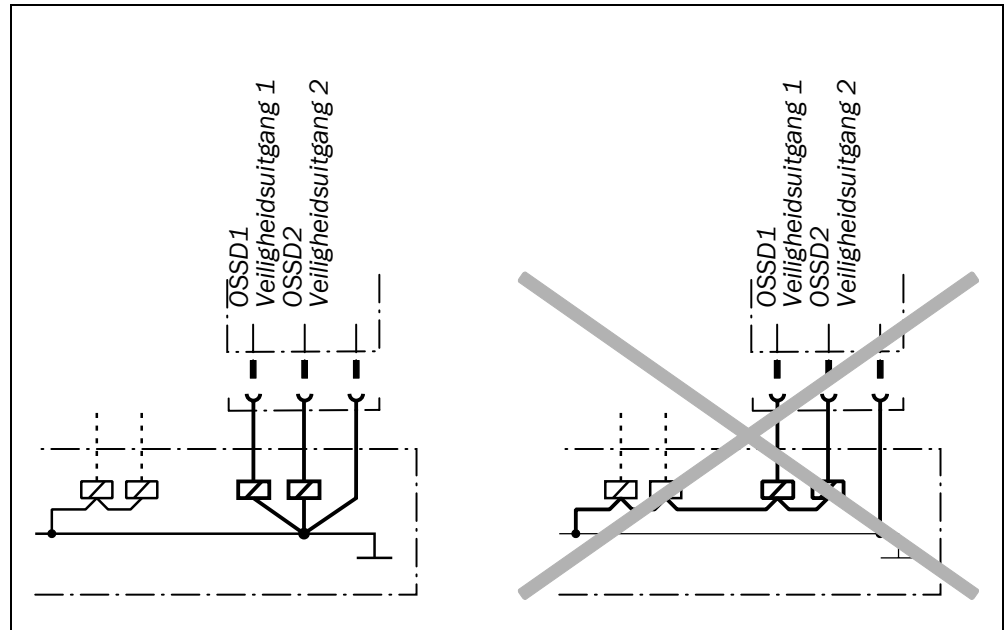 OSSD1
Veiligheidsuitgang 1
OSSD2
Veiligheidsuitgang 2
OSSD1
Veiligheidsuitgang 1
OSSD2
Veiligheidsuitgang 2